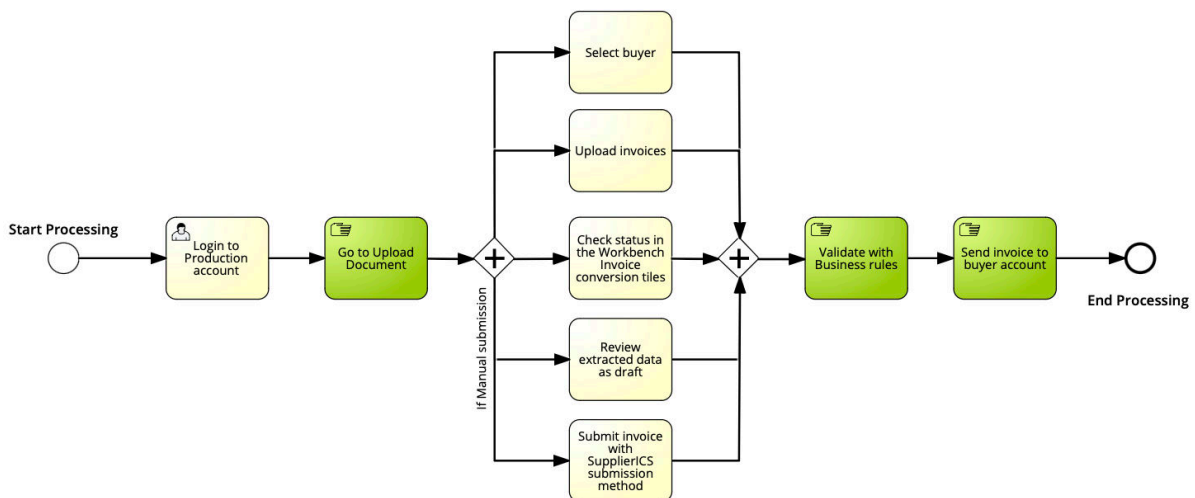 Start Processing
Login to
Production
account
Go to Upload
Document
If Manual submission
Select buyer
Upload invoices
Check status in
the Workbench
Invoice
conversion tiles
Review
extracted data
as draft
Submit invoice
with
SupplierICS
submission
method
Validate with
Business rules
Send invoice to
buyer account
End Processing